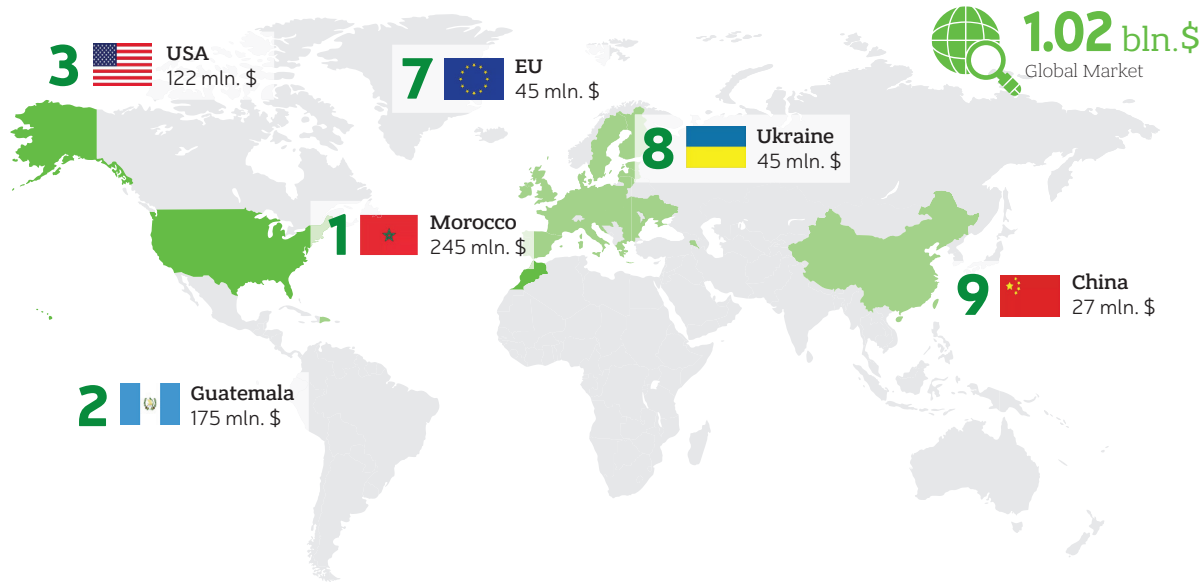 1.02 bln.$
Global Market
3
USA
122 mln. $
7
EU
45 mln. $
8
Ukraine
45 mln. $
1
Morocco
245 mln. $
9
China
27 mln. $
2
Guatemala
175 mln. $